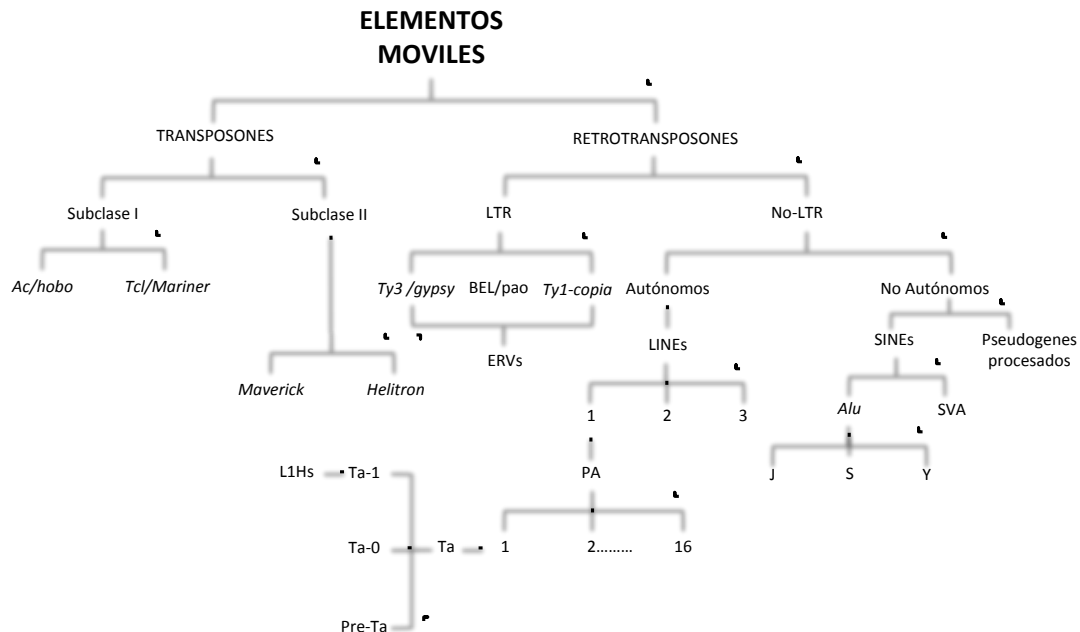 ELEMENTOS
MOVILES
TRANSPOSONES
RETROTRANSPOSONES
Subclase I
Subclase II
LTR
No-LTR
Ac/hobo
Tcl/Mariner
Ty3 /gypsy
BEL/pao
Ty1-copia
Autónomos
No Autónomos
ERVs
LINEs
SINEs
Pseudogenes
procesados
Maverick
Helitron
1
2
3
Alu
SVA
L1Hs
Ta-1
PA
J
S
Y
Ta-0
Ta
1
2.........
16
Pre-Ta